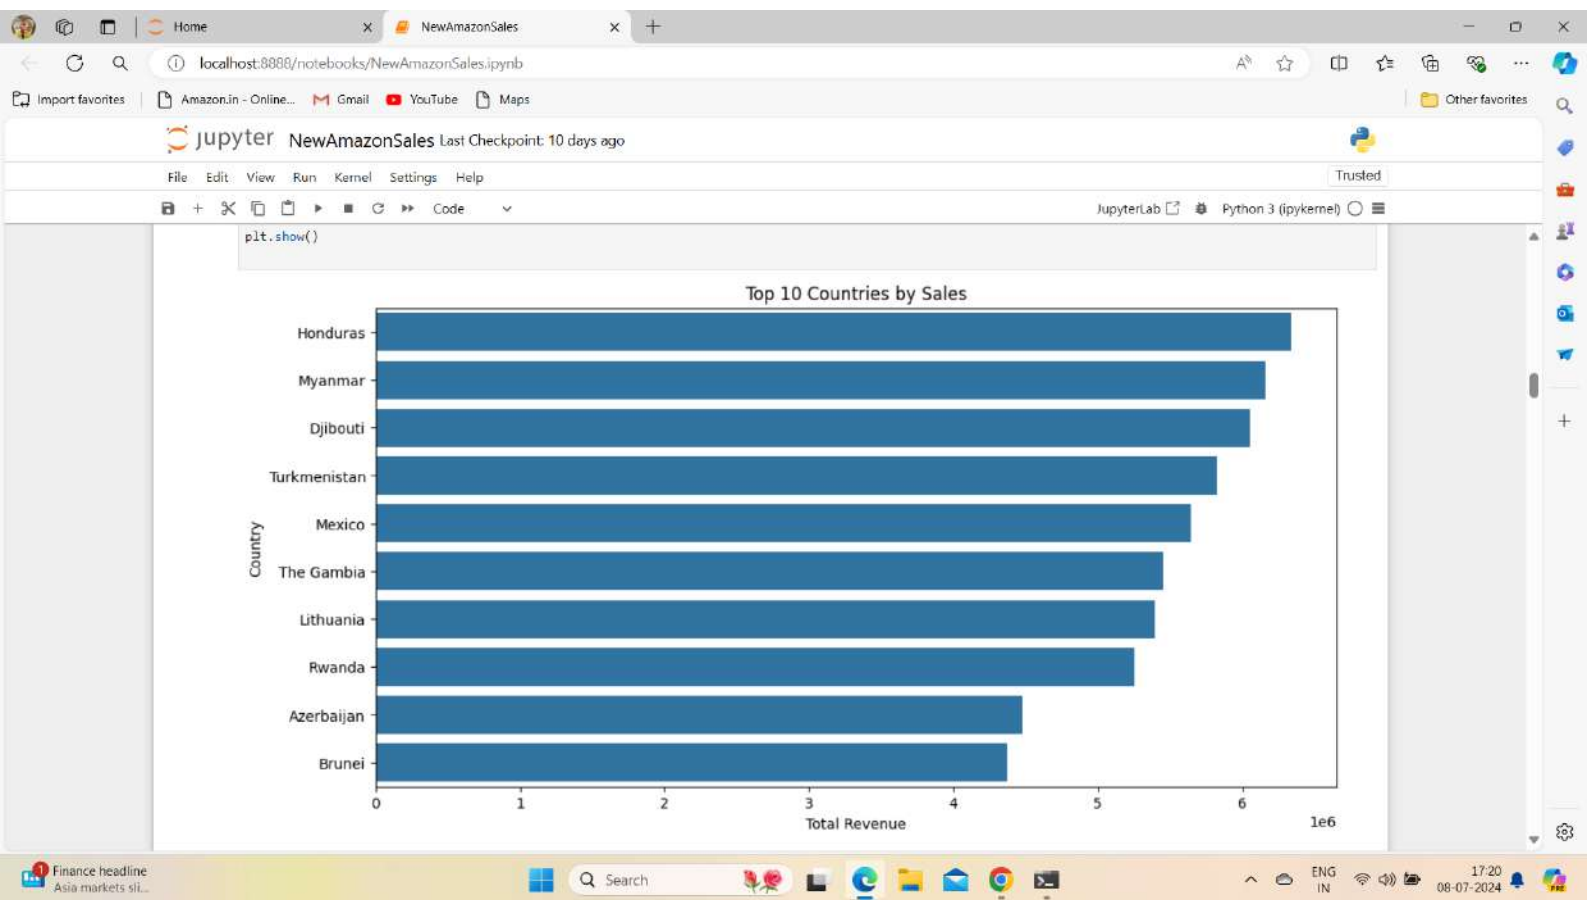 Home
NewAmazonSales
localhost:8888/notebooks/NewAmazonSales.ipynb
Import favorites
Amazon.in - Online...
Gmail
YouTube
Maps
Other favorites
jupyter NewAmazonSales Last Checkpoint: 10 days ago
File Edit View Run Kernel Settings Help
Trusted
Code
JupyterLab
Python 3 (ipykernel)
plt.show()
Top 10 Countries by Sales
Honduras
Myanmar
Djibouti
Turkmenistan
Mexico
The Gambia
Lithuania
Rwanda
Azerbaijan
Brunei
Country
0 1 2 3 4 5 6
Total Revenue
1e6
1
Finance headline
Asia markets sli...
Search
ENG
IN
17:20
08-07-2024
PRE